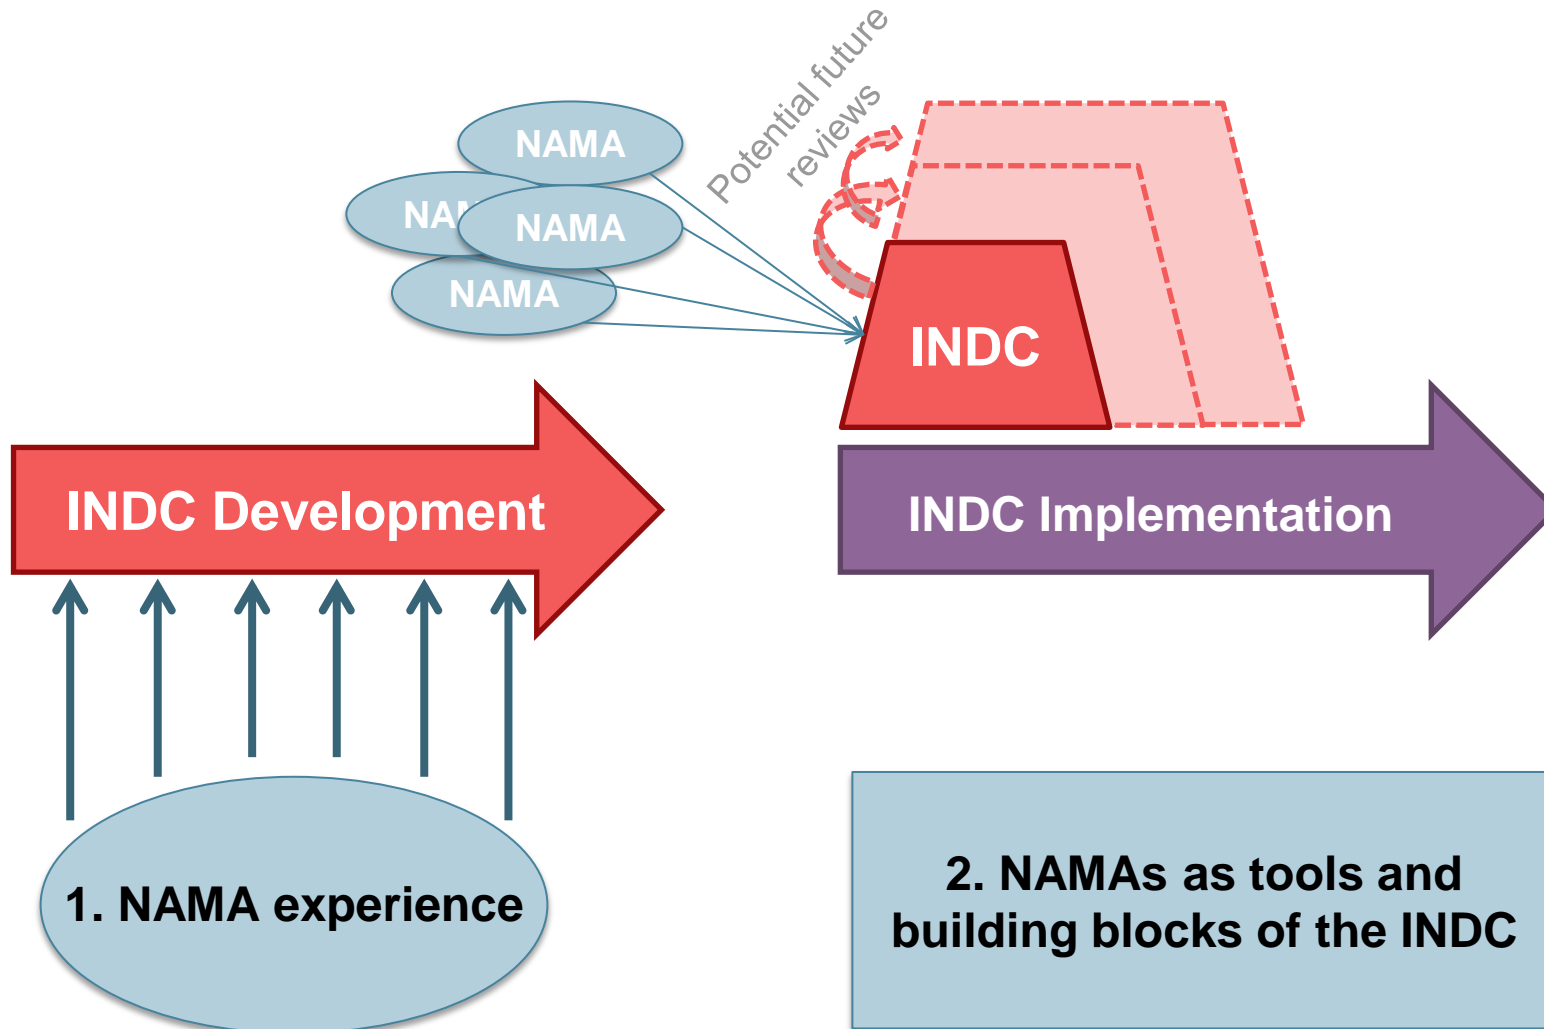 Potential future
reviews
NAMA
NAMA
NAMA
INDC
INDC Development
INDC Implementation
1. NAMA experience
2. NAMAs as tools and
building blocks of the INDC